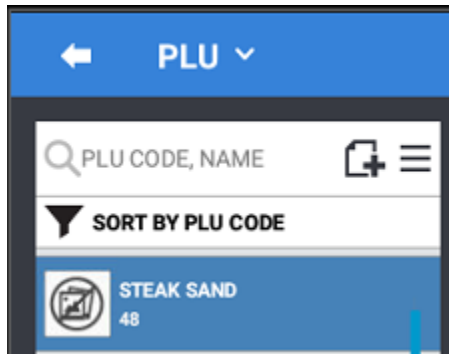 PLU
PLU CODE, NAME
SORT BY PLU CODE
STEAK SAND
48